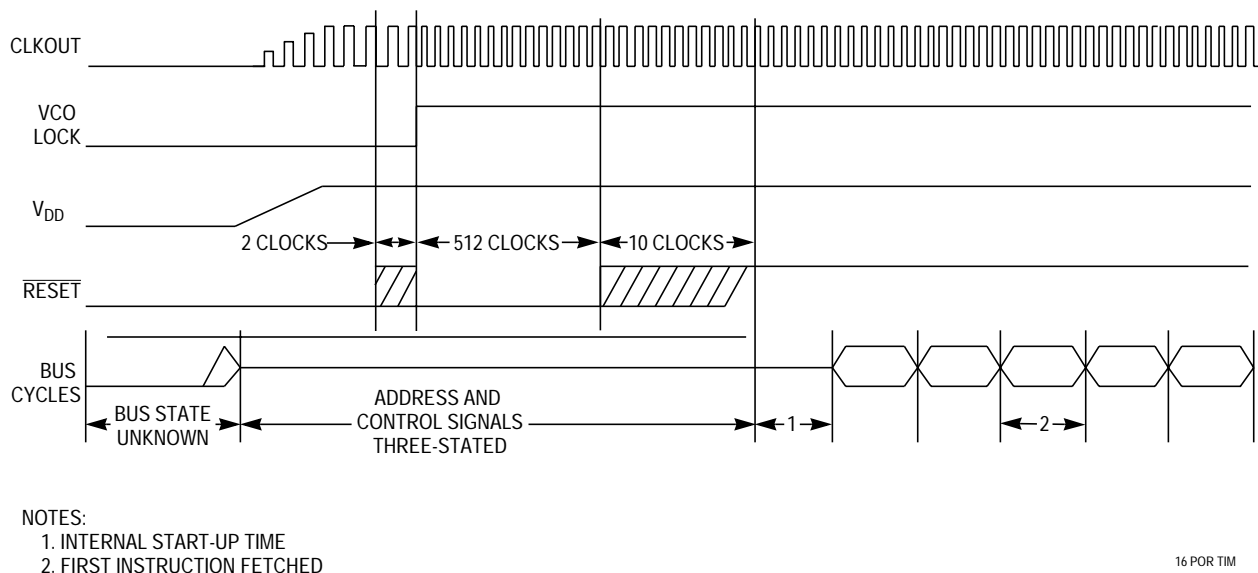 CLKOUT
VCO
LOCK
VDD
2 CLOCKS
512 CLOCKS
10 CLOCKS
RESET
BUS
CYCLES
BUS STATE
UNKNOWN
ADDRESS AND
CONTROL SIGNALS
THREE-STATED
1
2
NOTES:
1. INTERNAL START-UP TIME
2. FIRST INSTRUCTION FETCHED
16 POR TIM